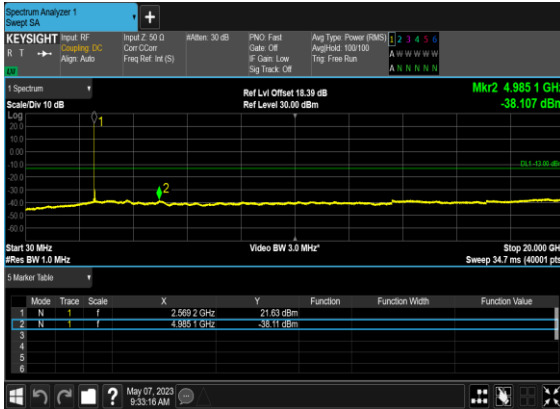 Spectrum Analyzer 1
Swept SA
+
KEYSIGHT Input: RF Input Z: 50 Ω #Atten: 30 dB PNO: Fast Avg Type: Power (RMS) 1 2 3 4 5 6
R T Coupling: DC Corr CCorr Gate: Off Avg|Hold: 100/100 A W W W W W
Align: Auto Freq Ref: Int (S) IF Gain: Low Trig: Free Run
Sig Track: Off A N N N N N
1 Spectrum Ref Lvl Offset 18.39 dB Mkr2 4.985 1 GHz
Scale/Div 10 dB Ref Level 30.00 dBm -38.107 dBm
Log
1
20.0
10.0
0.00
-10.0
DL1 -13.00 dBm
-20.0
-30.0
2
-40.0
-50.0
-60.0
Start 30 MHz Video BW 3.0 MHz* Stop 20.000 GHz
#Res BW 1.0 MHz Sweep 34.7 ms (40001 pts)
5 Marker Table
Mode Trace Scale X Y Function Function Width Function Value
1 N 1 f 2.569 2 GHz 21.63 dBm
2 N 1 f 4.985 1 GHz -38.11 dBm
3
4
5
6
? May 07, 2023
9:33:16 AM